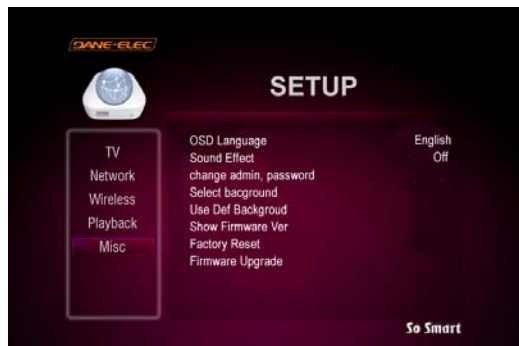 DANE-ELEC
SETUP
TV
Network
Wireless
Playback
Misc
OSD Language English
Sound Effect Off
change admin, password
Select bacground
Use Def Backgroud
Show Firmware Ver
Factory Reset
Firmware Upgrade
So Smart